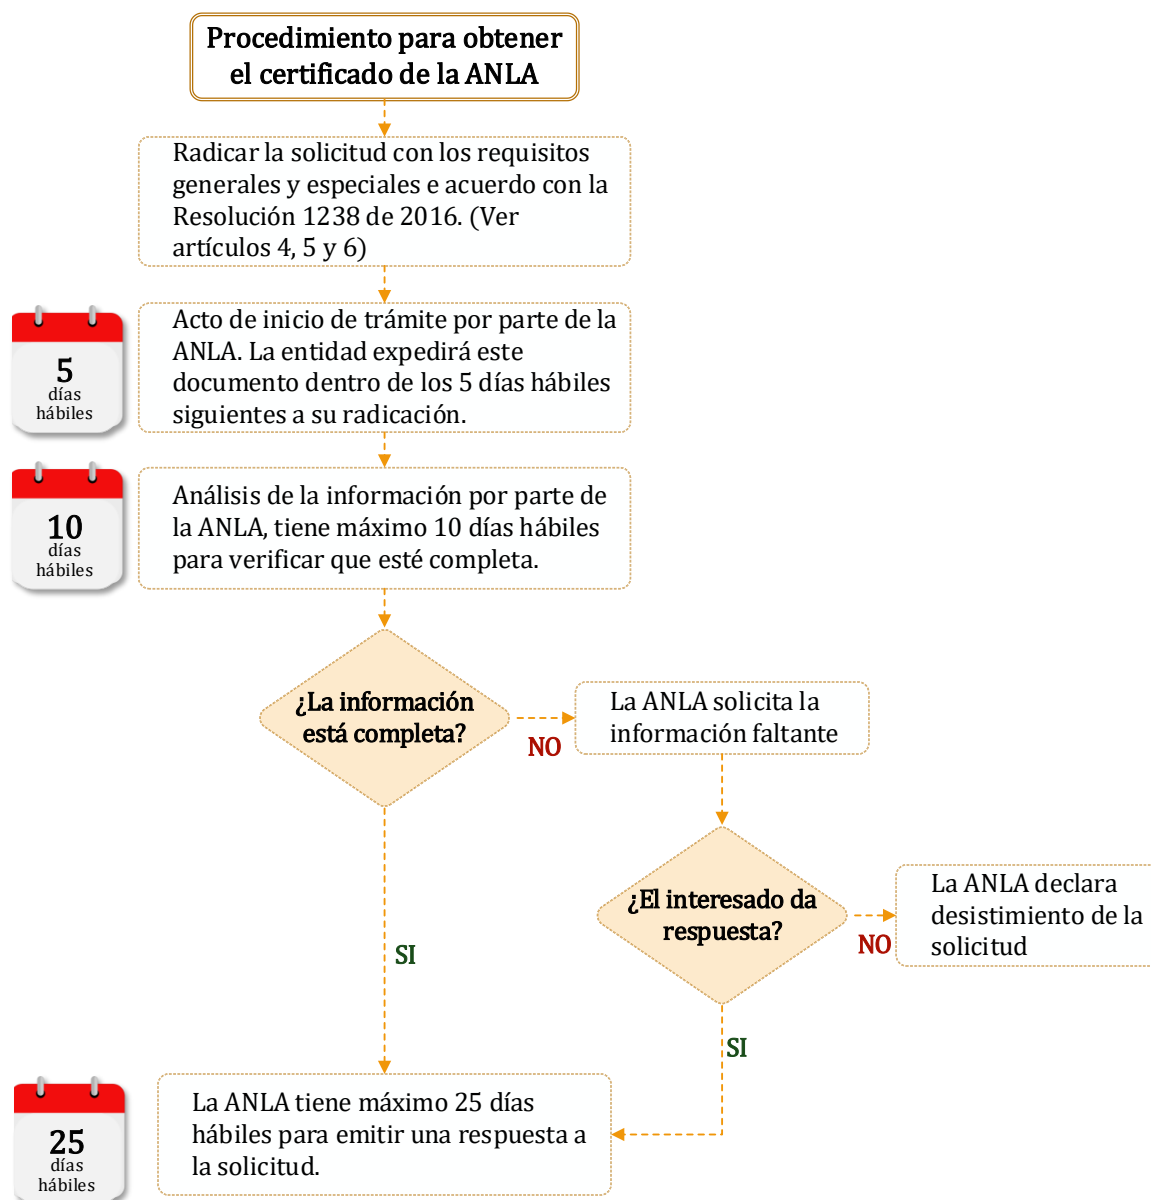 Procedimiento para obtener
el certificado de la ANLA
Radicar la solicitud con los requisitos
generales y especiales e acuerdo con la
Resolución 1238 de 2016. (Ver
artículos 4, 5 y 6)
5
días
hábiles
Acto de inicio de trámite por parte de la
ANLA. La entidad expedirá este
documento dentro de los 5 días hábiles
siguientes a su radicación.
10
días
hábiles
Análisis de la información por parte de
la ANLA, tiene máximo 10 días hábiles
para verificar que esté completa.
¿La información
está completa?
NO
La ANLA solicita la
información faltante
¿El interesado da
respuesta?
NO
La ANLA declara
desistimiento de la
solicitud
SI
SI
25
días
hábiles
La ANLA tiene máximo 25 días
hábiles para emitir una respuesta a
la solicitud.